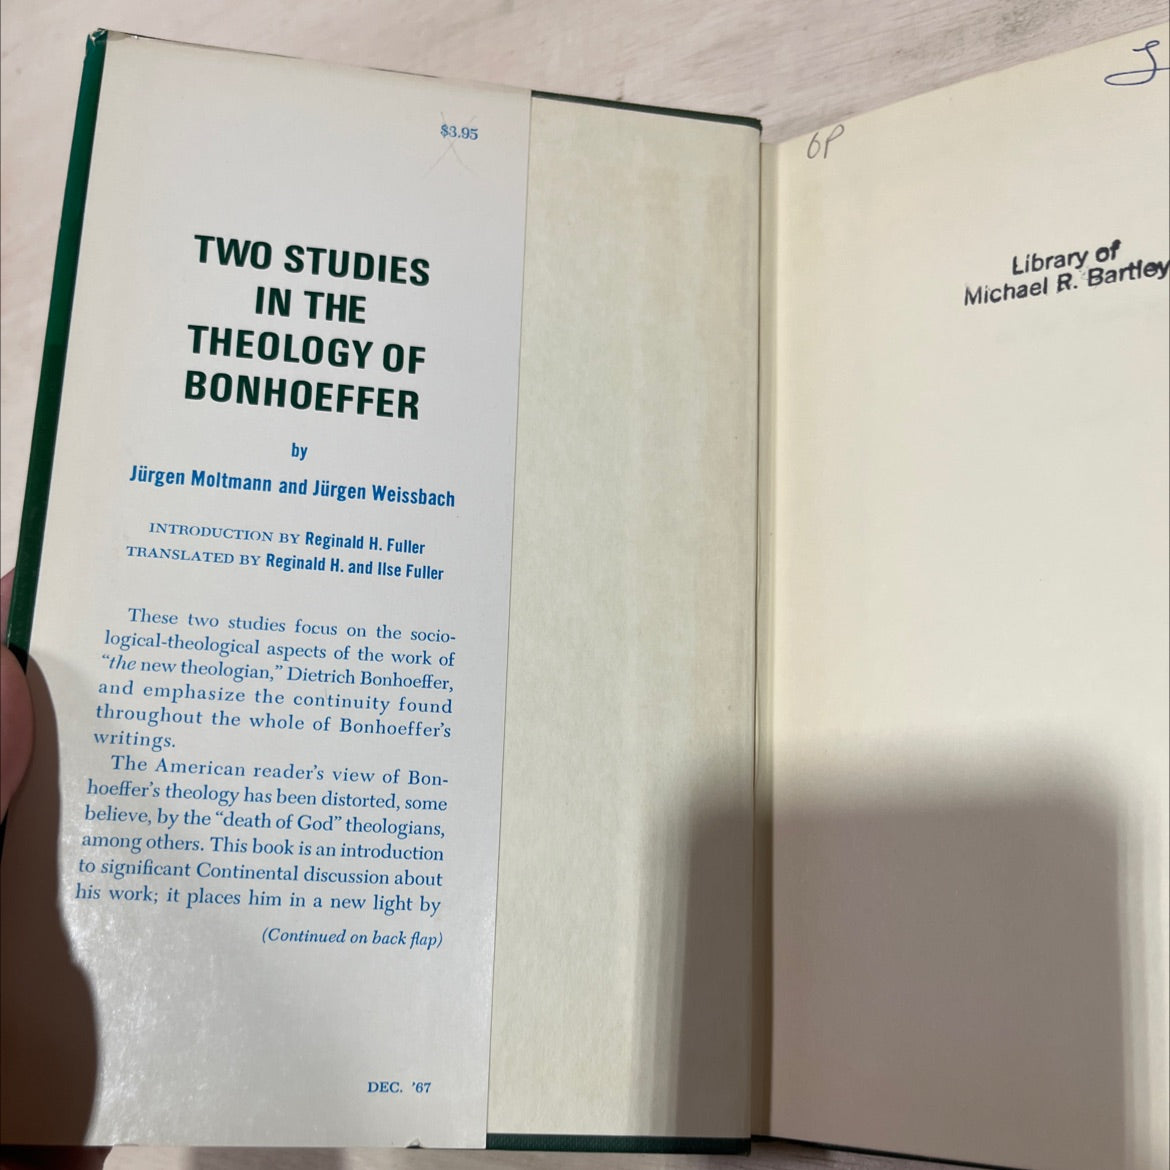 $3.95
TWO STUDIES
IN THE
THEOLOGY OF
BONHOEFFER
by
Jürgen Moltmann and Jürgen Weissbach
INTRODUCTION BY Reginald H. Fuller
TRANSLATED BY Reginald H. and Ilse Fuller
These two studies focus on the socio-
logical-theological aspects of the work of
“the new theologian,” Dietrich Bonhoeffer,
and emphasize the continuity found
throughout the whole of Bonhoeffer’s
writings.
The American reader’s view of Bon-
hoeffer’s theology has been distorted, some
believe, by the “death of God” theologians,
among others. This book is an introduction
to significant Continental discussion about
his work; it places him in a new light by
(Continued on back flap)
DEC. ’67
6P
Library of
Michael R. Bartley